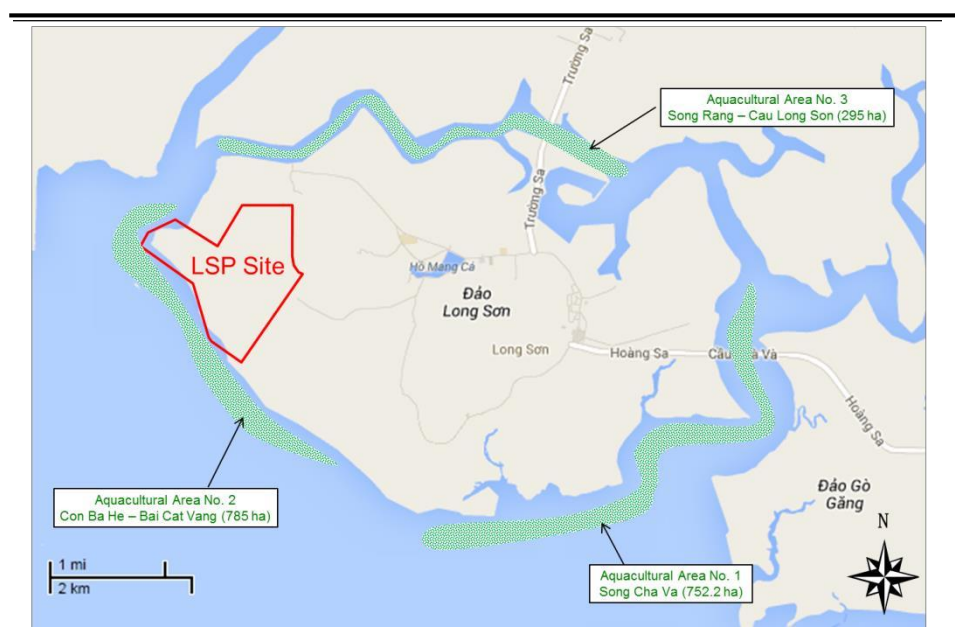 Trường Sa
Aquacultural Area No. 3
Song Rang – Cau Long Son (295 ha)
Trường Sa
LSP Site
Hồ Mang Cá
Đảo
Long Sơn
Long Sơn
Hoàng Sa
Hoàng Sa
Aquacultural Area No. 2
Con Ba He – Bai Cat Vang (785 ha)
Đảo Gò
Găng
N
1 mi
2 km
Aquacultural Area No. 1
Song Cha Va (752.2 ha)